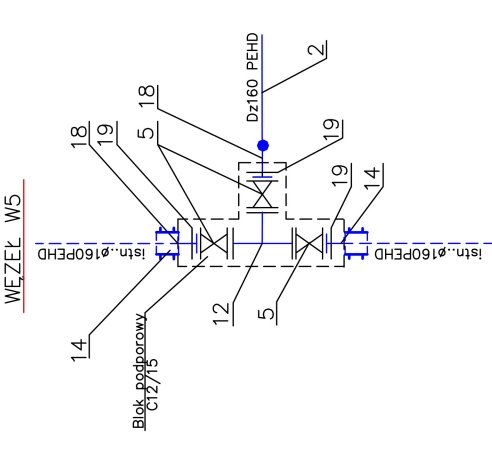 WĘZEŁ W5
18
19
5
18
Dz160 PEHD
2
19
19
14
istn..ø160PEHD
istn..ø160PEHD
14
12
5
Blok podporowy
C12/15